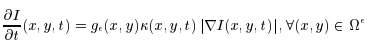 ∂I/∂t (x, y, t) = g_ϵ(x, y)κ(x, y, t) |∇I(x, y, t)|, ∀(x, y) ∈ Ω^ϵ